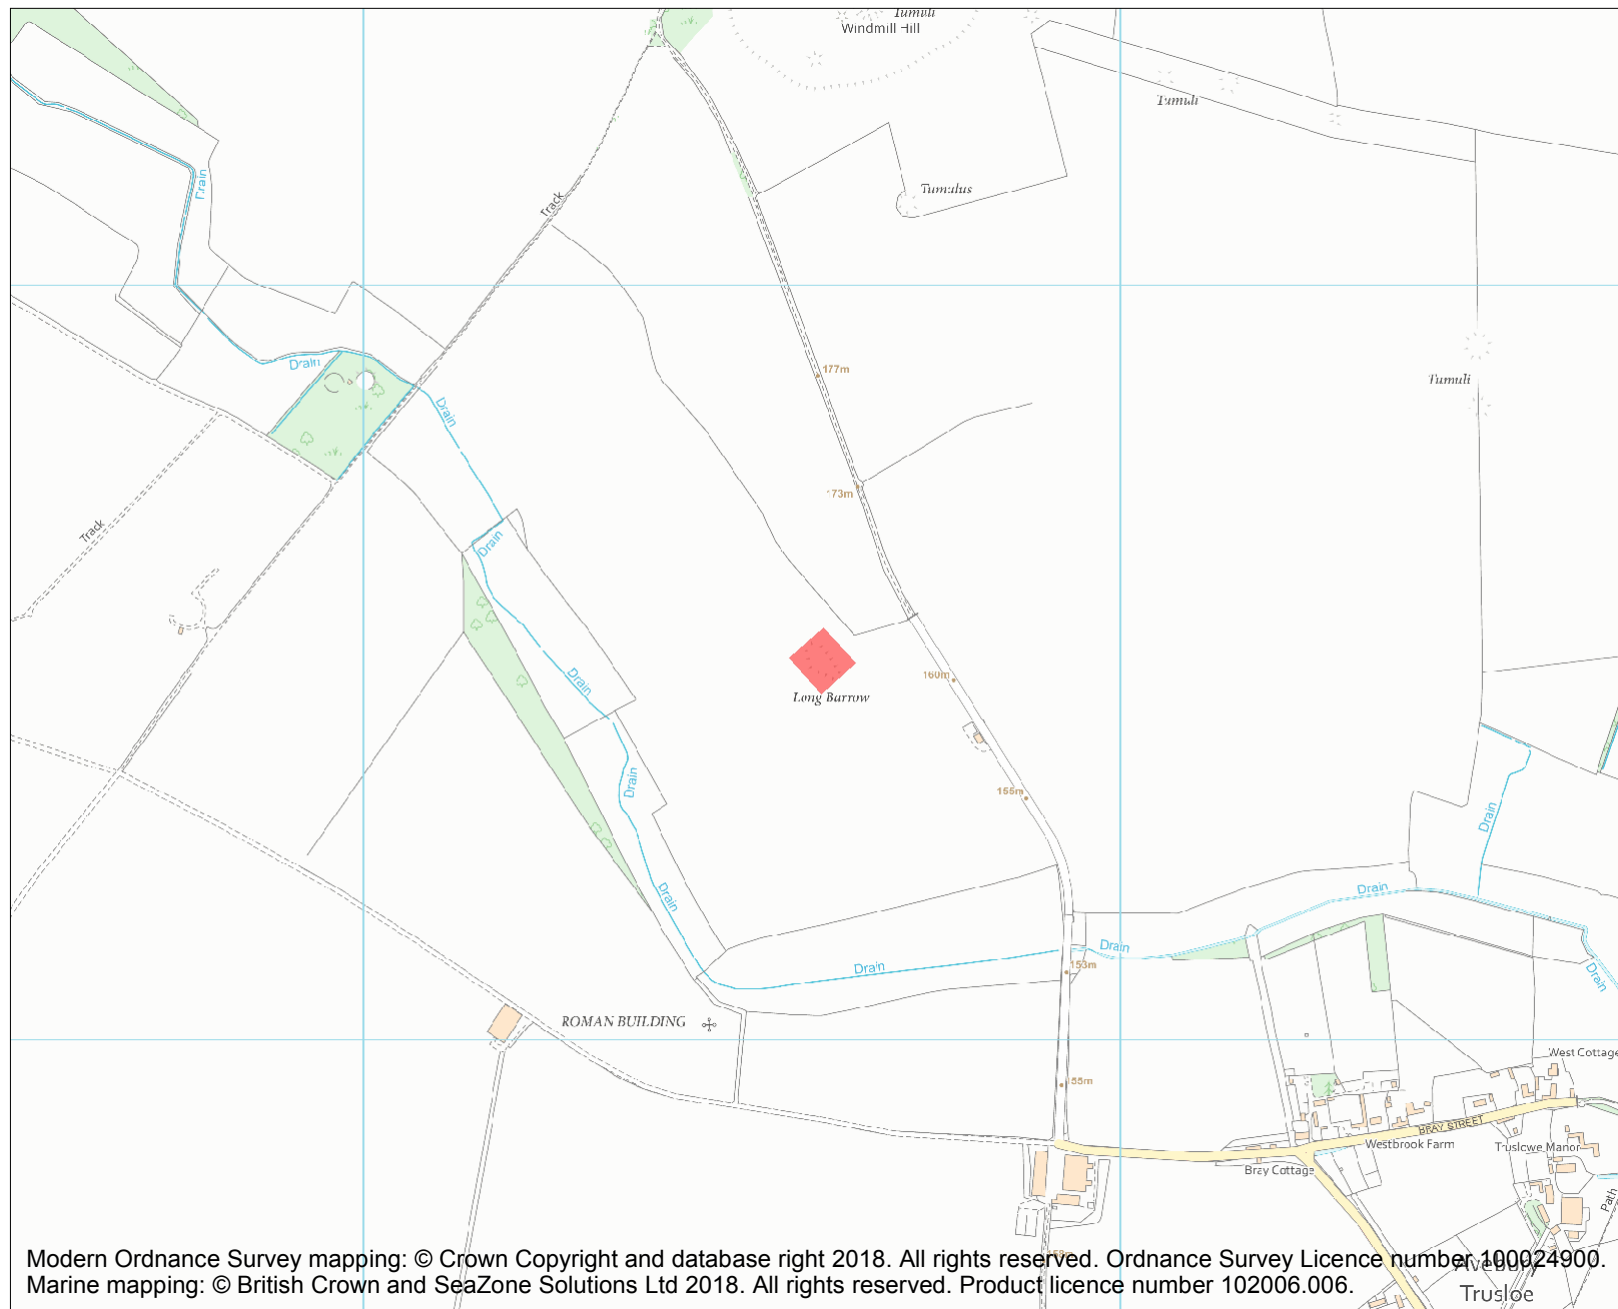 Tumuli
Windmill Hill
Tumuli
Drain
Tumulus
Track
Drain
177m
Tumuli
Drain
173m
Track
Drain
160m
Drain
Long Barrow
Drain
Drain
Drain
Drain
Drain
Drain
153m
Drain
ROMAN BUILDING
West Cottage
BRAY STREET
Westbrook Farm
Truslowe Manor
Bray Cottage
Path
Modern Ordnance Survey mapping: © Crown Copyright and database right 2018. All rights reserved. Ordnance Survey Licence number 100024900.
Marine mapping: © British Crown and SeaZone Solutions Ltd 2018. All rights reserved. Product licence number 102006.006.
Avebury
Trusloe